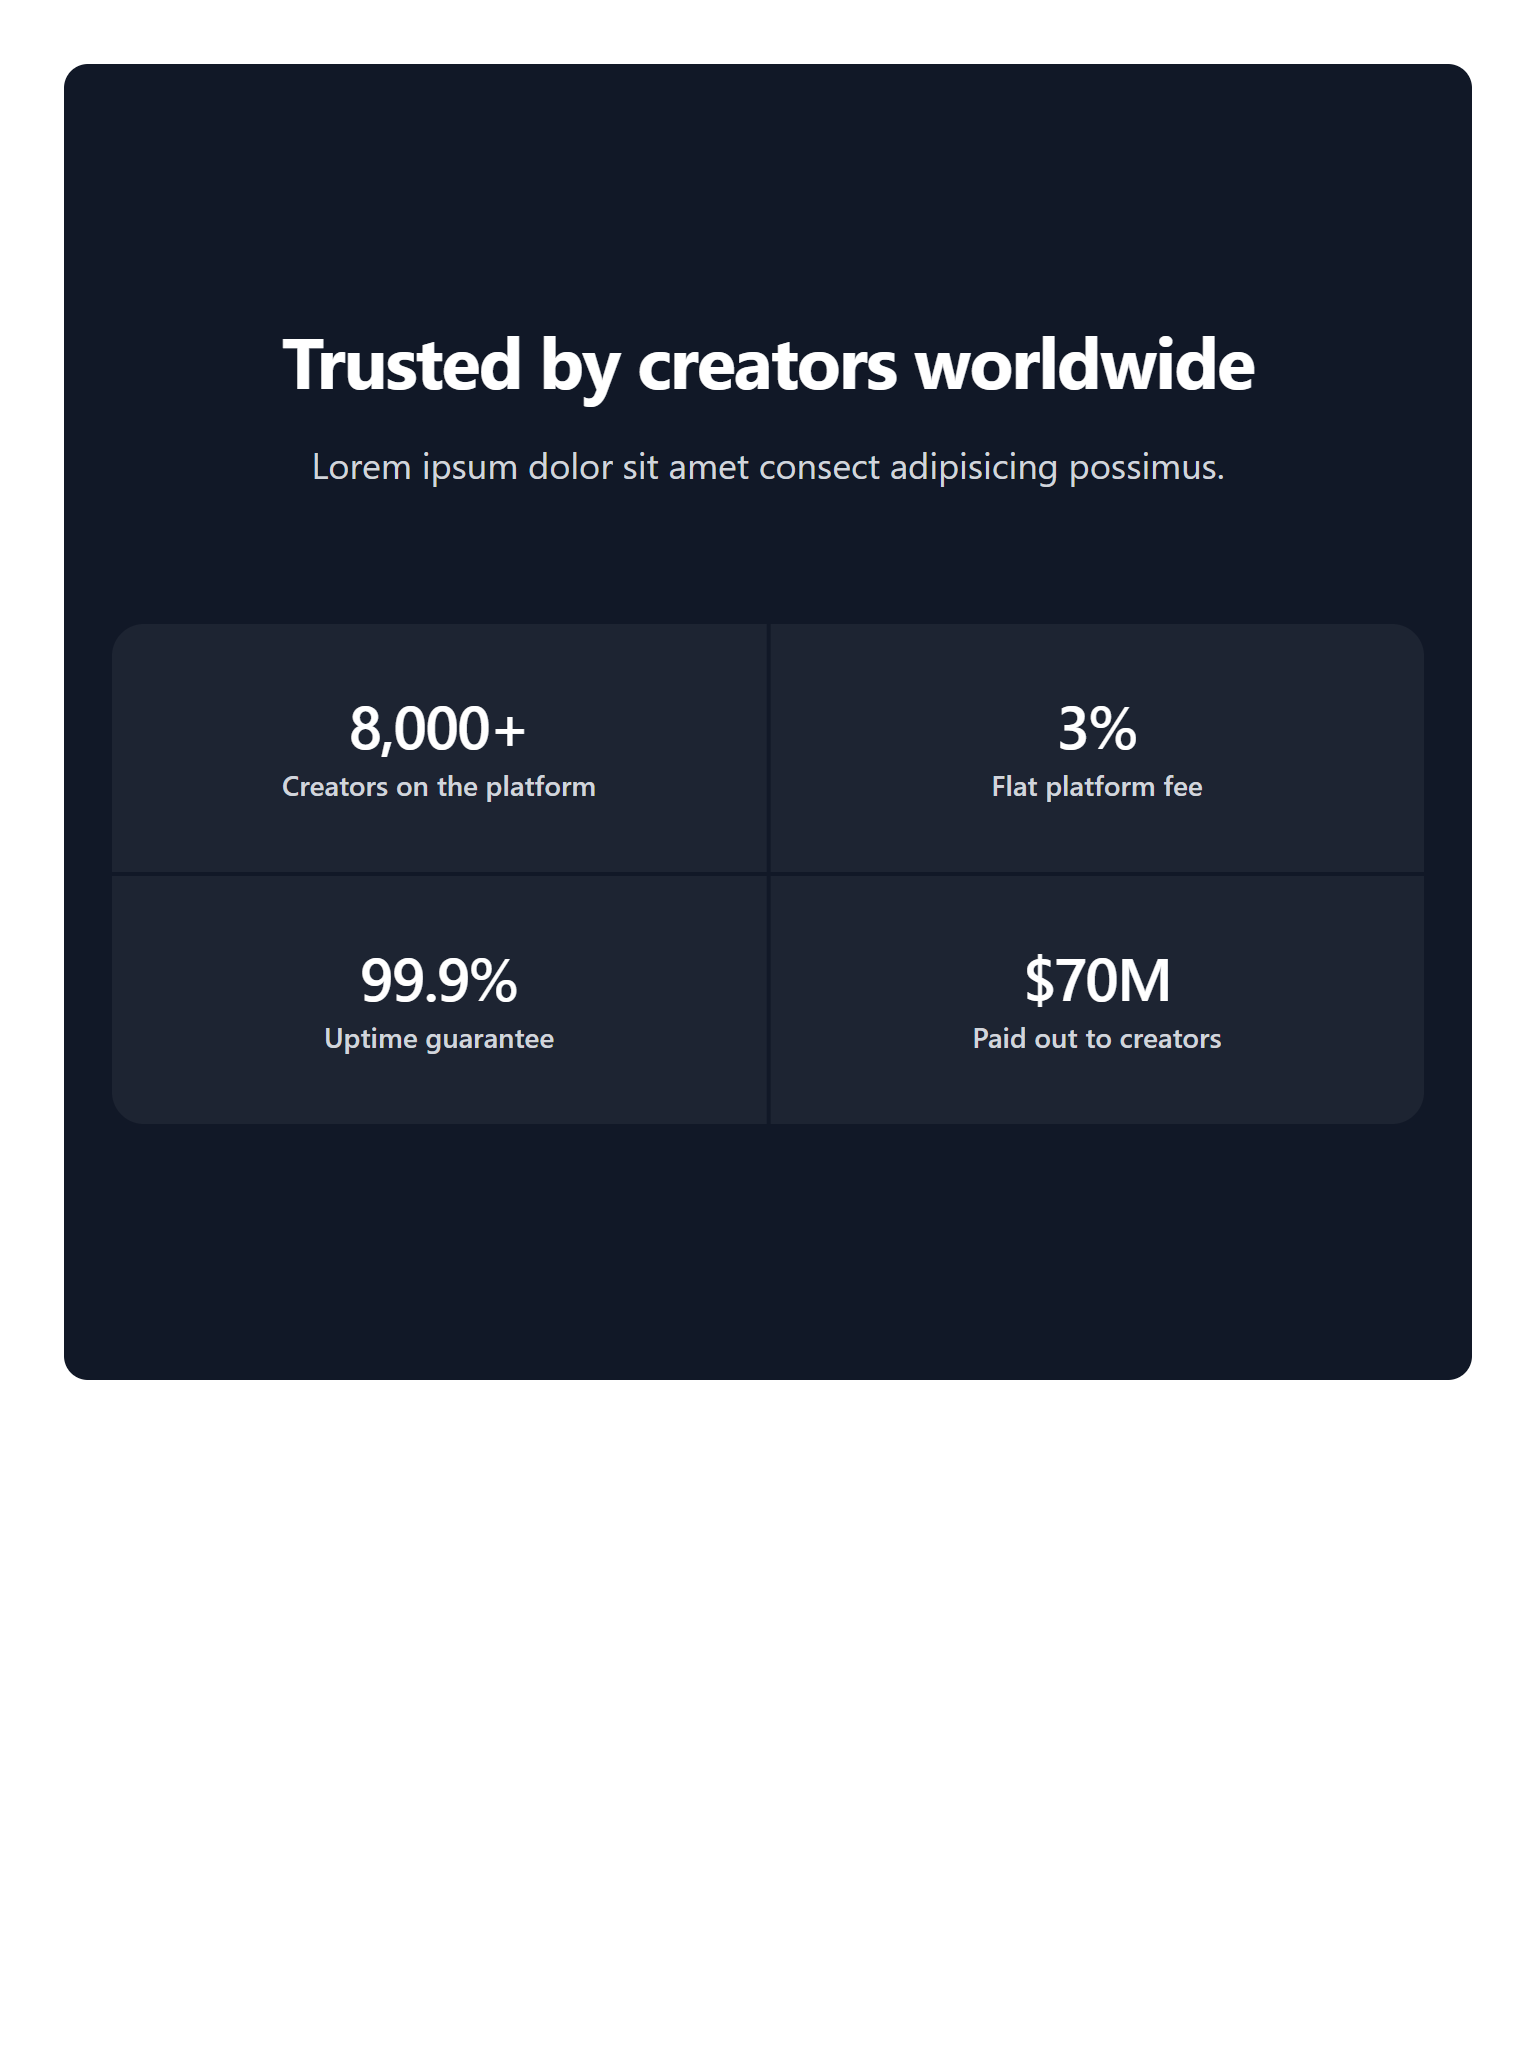 Trusted by creators worldwide
Lorem ipsum dolor sit amet consect adipisicing possimus.
8,000+
Creators on the platform
3%
Flat platform fee
99.9%
Uptime guarantee
$70M
Paid out to creators